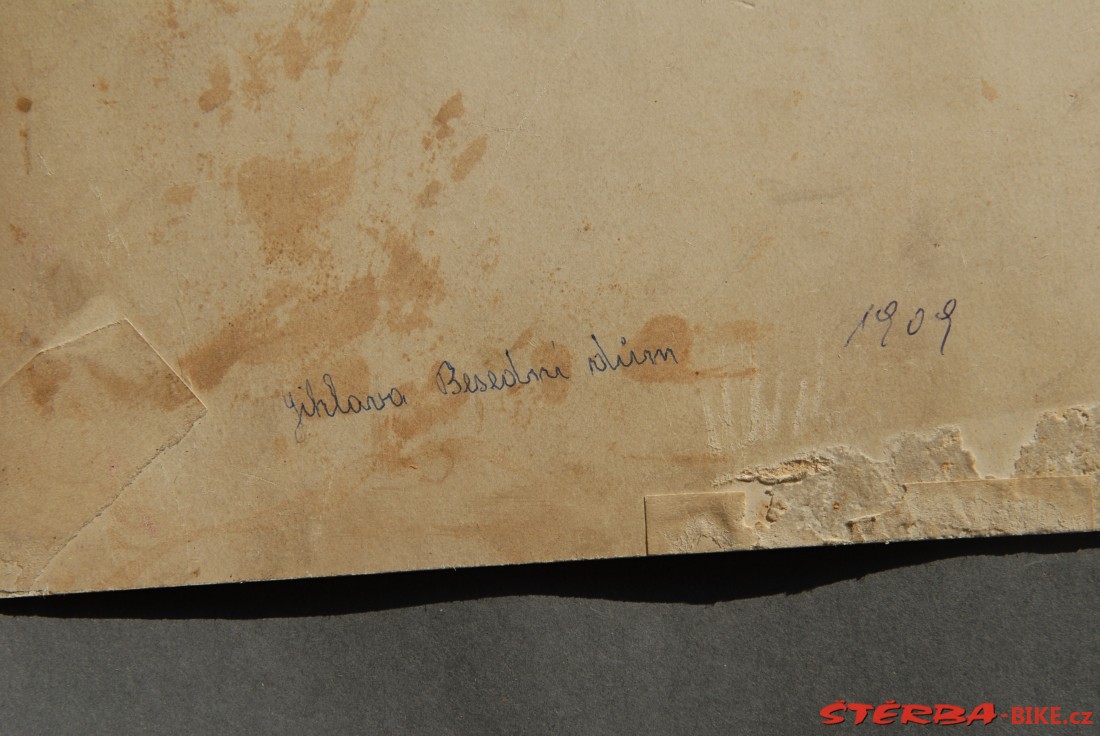 Jihlava Besední dům
1909
ŠTĚRBA-BIKE.cz